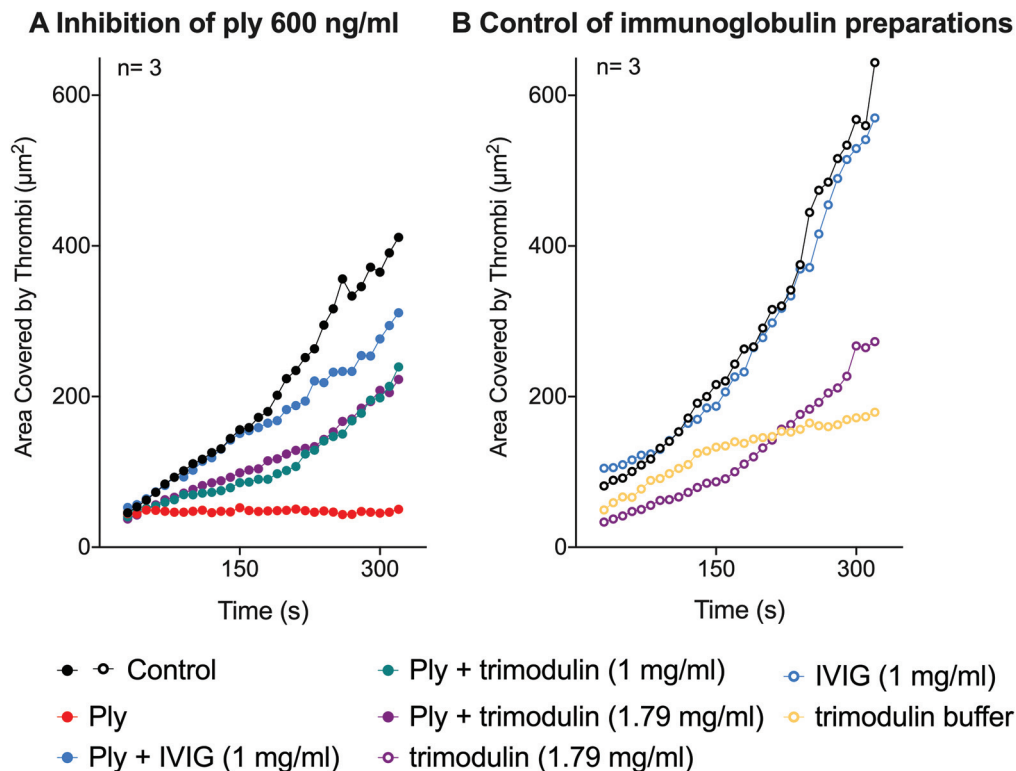 A Inhibition of ply 600 ng/ml
B Control of immunoglobulin preparations
n= 3
600
400
200
0
150
300
Area Covered by Thrombi (μm²)
Time (s)
n= 3
600
400
200
0
150
300
Area Covered by Thrombi (μm²)
Time (s)
Control
Ply
Ply + IVIG (1 mg/ml)
Ply + trimodulin (1 mg/ml)
Ply + trimodulin (1.79 mg/ml)
trimodulin (1.79 mg/ml)
IVIG (1 mg/ml)
trimodulin buffer